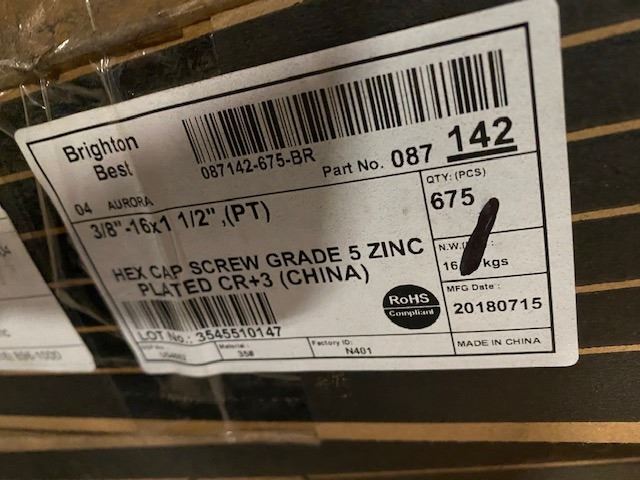 Brighton
Best
087142-675-BR
Part No. 087 142
04 AURORA
3/8"-16x1 1/2" ,(PT)
QTY: (PCS)
675
HEX CAP SCREW GRADE 5 ZINC
PLATED CR+3 (CHINA)
N.W.
16 kgs
RoHS
Compliant
MFG Date :
20180715
LOT No.: 3545510147
Material:
35#
Factory ID:
N401
MADE IN CHINA